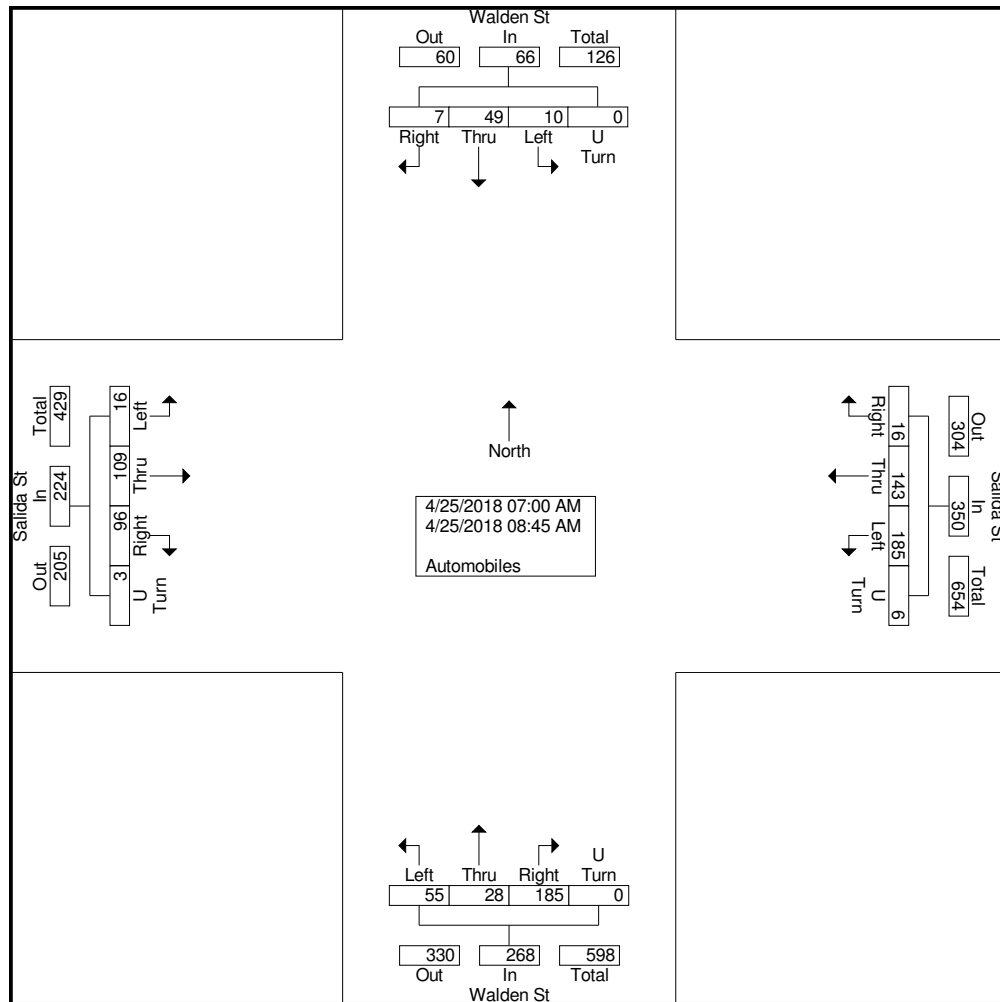 Walden St
Out In Total
60 66 126
7 49 10 0
Right Thru Left U Turn
Salida St
Total In Out
429 224 205
16 109 96 3
Left Thru Right U Turn
North
4/25/2018 07:00 AM
4/25/2018 08:45 AM
Automobiles
Right Thru Left U Turn
16 143 185 6
Out In Total
304 350 654
Salida St
Left Thru Right U Turn
55 28 185 0
330 268 598
Out In Total
Walden St